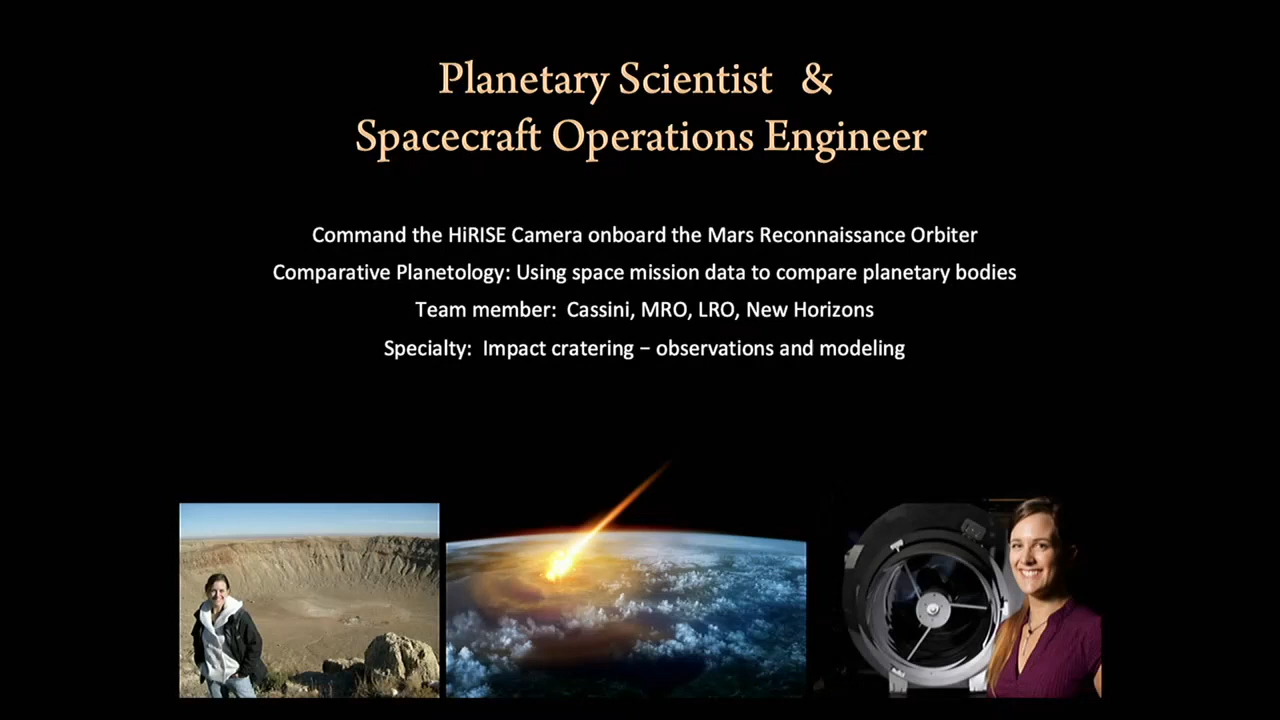 Planetary Scientist &
Spacecraft Operations Engineer
Command the HiRISE Camera onboard the Mars Reconnaissance Orbiter
Comparative Planetology: Using space mission data to compare planetary bodies
Team member: Cassini, MRO, LRO, New Horizons
Specialty: Impact cratering – observations and modeling